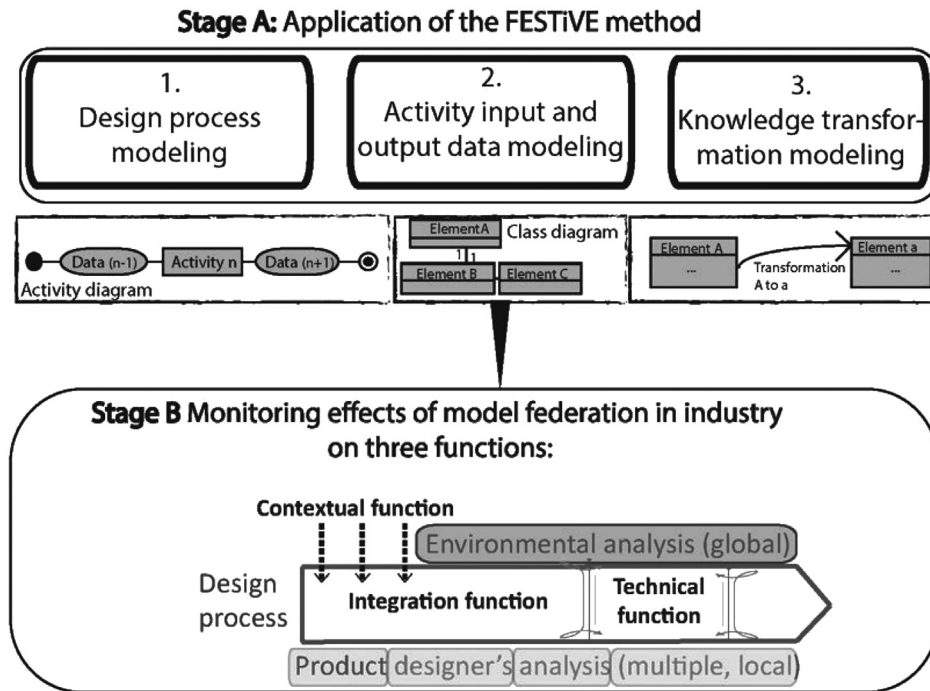 Stage A: Application of the FESTiVE method
1.
Design process
modeling
2.
Activity input and
output data modeling
3.
Knowledge transfor-
mation modeling
Data (n-1)
Activity n
Data (n+1)
Activity diagram
ElementA
Class diagram
1
1
Element B
Element C
Element A
...
Transformation
A to a
Element a
...
Stage B Monitoring effects of model federation in industry
on three functions:
Contextual function
Environmental analysis (global)
Design
process
Integration function
Technical
function
Product designer's analysis (multiple, local)